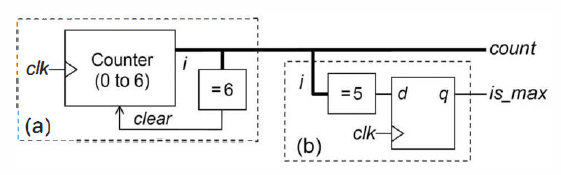 Counter
(0 to 6)
clk
i
= 6
clear
(a)
count
i
= 5
d
q
is_max
clk
(b)